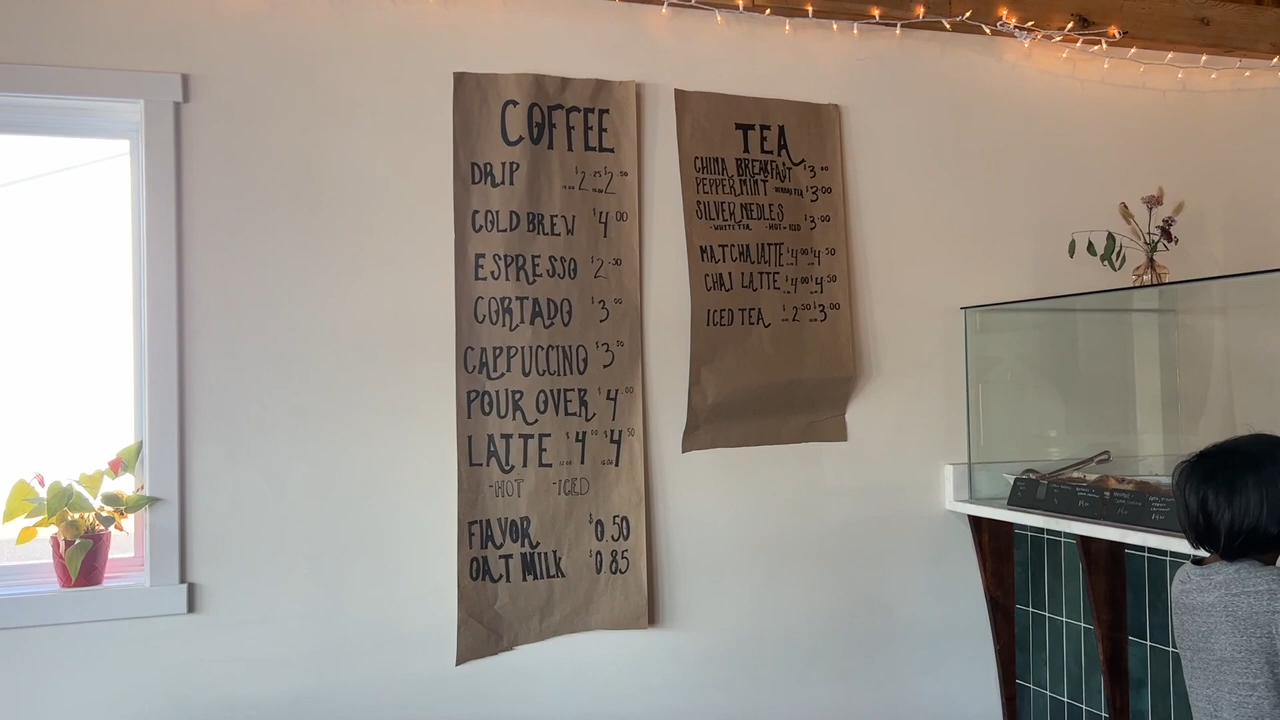 COFFEE
DRIP $2.25 $2.50
COLD BREW $4.00
ESPRESSO $2.50
CORTADO $3.00
CAPPUCCINO $3.50
POUR OVER $4.00
LATTE $4.00 $4.50
-HOT -ICED
FLAVOR $0.50
OAT MILK $0.85
TEA
CHINA BREAKFAST $3.00
PEPPERMINT -HERBAL TEA $3.00
SILVER NEDLES $3.00
-WHITE TEA -HOT OR ICED
MATCHA LATTE $4.00 $4.50
CHAI LATTE $4.00 $4.50
ICED TEA $2.50 $3.00